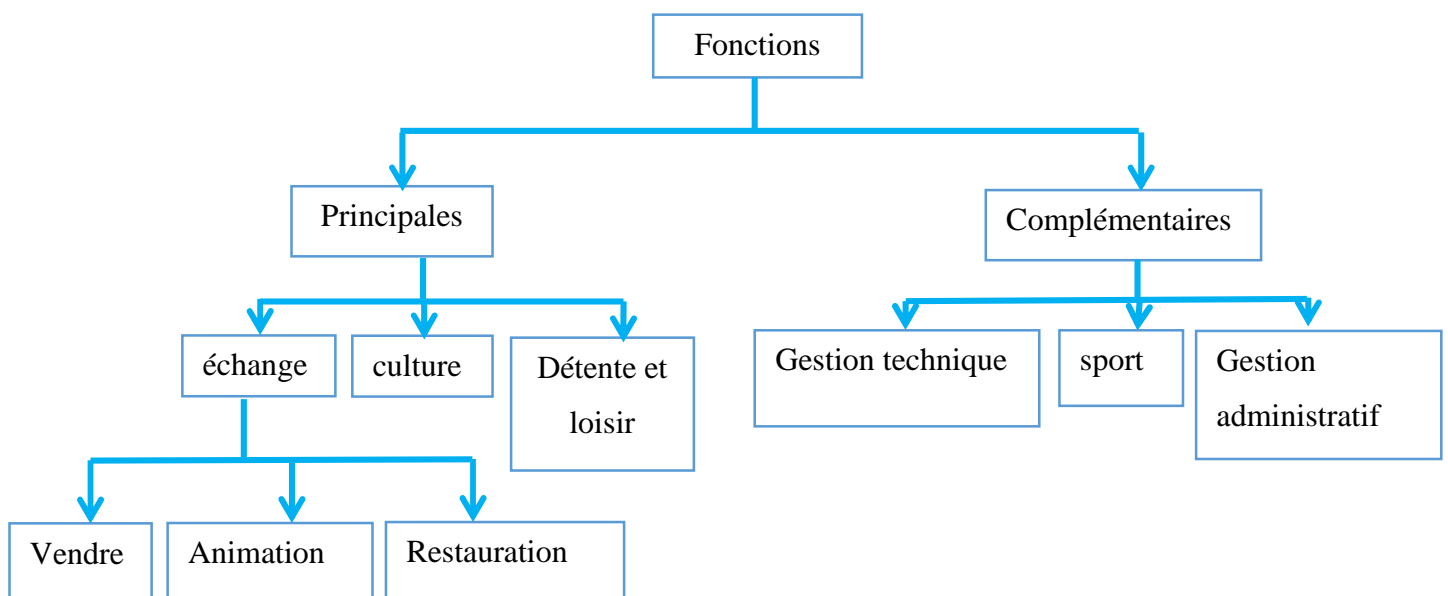 Fonctions
Principales
Complémentaires
échange
culture
Détente et
loisir
Gestion technique
sport
Gestion
administratif
Vendre
Animation
Restauration